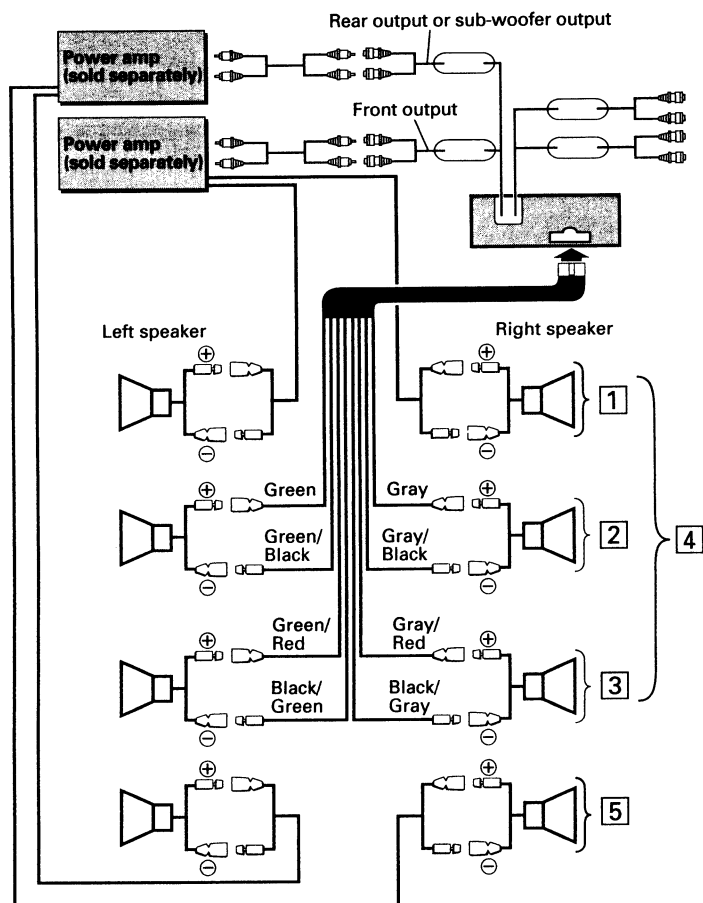 Rear output or sub-woofer output
Power amp
(sold separately)
Front output
Power amp
(sold separately)
Left speaker
Right speaker
⊕
⊕
1
⊖
⊖
⊕
Green
Gray
⊕
2
4
Green/
Black
Gray/
Black
⊖
⊖
⊕
Green/
Red
Gray/
Red
⊕
3
Black/
Green
Black/
Gray
⊖
⊖
⊕
⊕
5
⊖
⊖